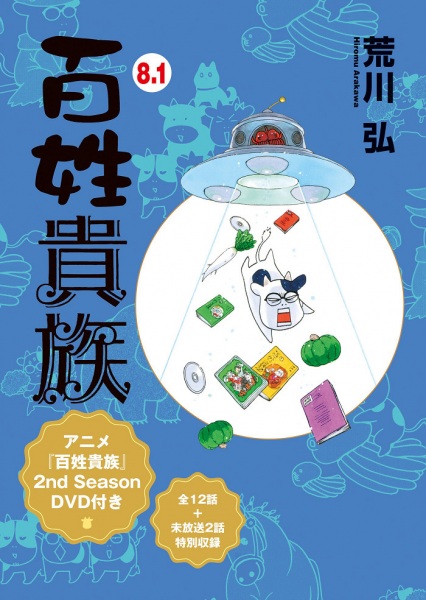 8.1
百姓貴族
荒川 弘
Hiromu Arakawa
アニメ
『百姓貴族』
2nd Season
DVD付き
全12話
+
未放送2話
特別収録